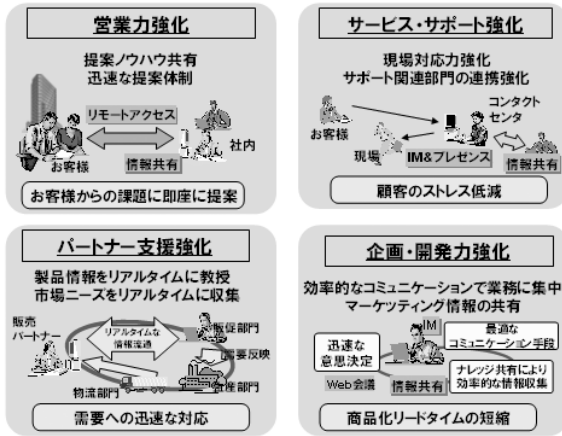 営業力強化
提案ノウハウ共有
迅速な提案体制
リモートアクセス
お客様
社内
情報共有
お客様からの課題に即座に提案
サービス・サポート強化
現場対応力強化
サポート関連部門の連携強化
お客様
コンタクト
センタ
現場
IM&プレゼンス
情報共有
顧客のストレス低減
パートナー支援強化
製品情報をリアルタイムに教授
市場ニーズをリアルタイムに収集
販売
パートナー
リアルタイムな
情報流通
販促部門
需要反映
物流部門
生産部門
需要への迅速な対応
企画・開発力強化
効率的なコミュニケーションで業務に集中
マーケッティング情報の共有
IM
迅速な
意思決定
最適な
コミュニケーション手段
Web会議
情報共有
ナレッジ共有により
効率的な情報収集
商品化リードタイムの短縮